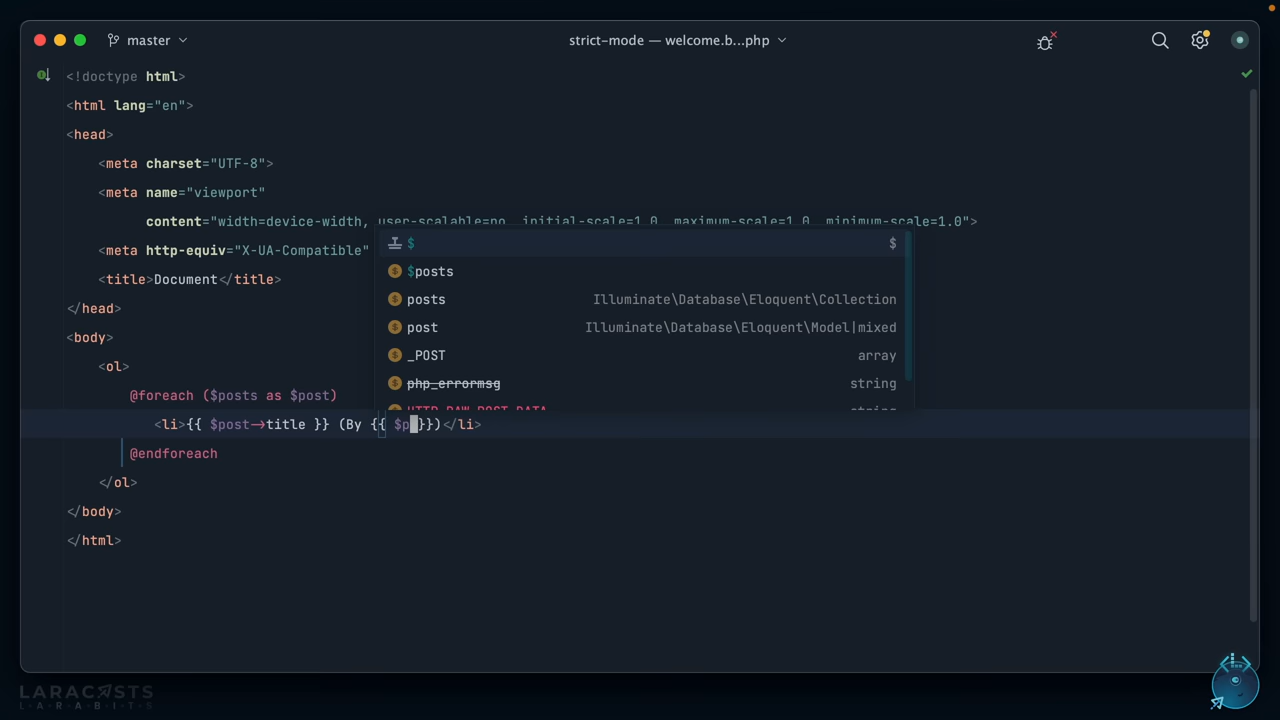 master
strict-mode — welcome.b...php
<!doctype html>
<html lang="en">
<head>
<meta charset="UTF-8">
<meta name="viewport"
content="width=device-width, user-scalable=no, initial-scale=1.0, maximum-scale=1.0, minimum-scale=1.0">
<meta http-equiv="X-UA-Compatible"
<title>Document</title>
</head>
<body>
<ol>
@foreach ($posts as $post)
<li>{{ $post->title }} (By {{ $p}})</li>
@endforeach
</ol>
</body>
</html>
$ $
$posts
posts Illuminate\Database\Eloquent\Collection
post Illuminate\Database\Eloquent\Model|mixed
_POST array
php_errormsg string
HTTP_RAW_POST_DATA string
LARACASTS
LARABITS